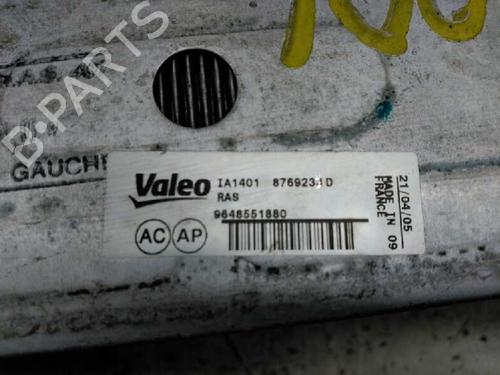 GAUCHE
Valeo
IA1401 8769234D
RAS
9648551880
AC AP
21/04/05
MADE IN 09
FRANCE
B-PARTS